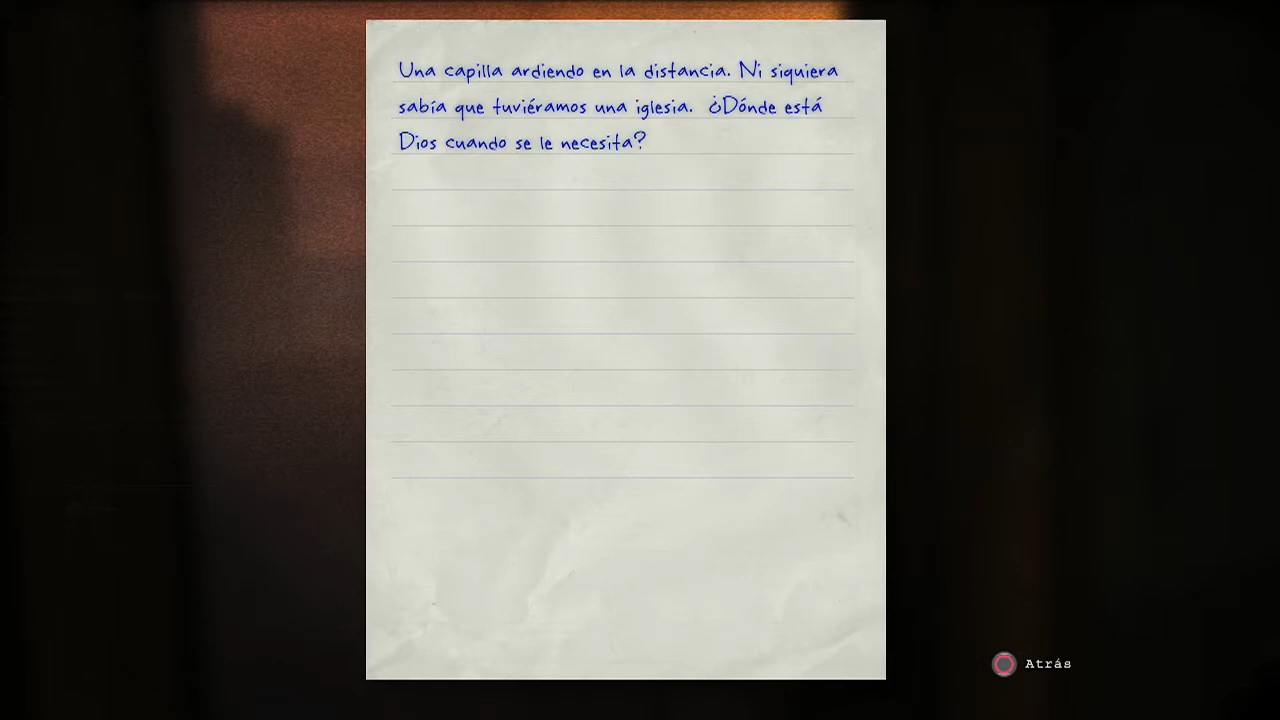 Una capilla ardiendo en la distancia. Ni siquiera
sabía que tuviéramos una iglesia. ¿Dónde está
Dios cuando se le necesita?
Atrás